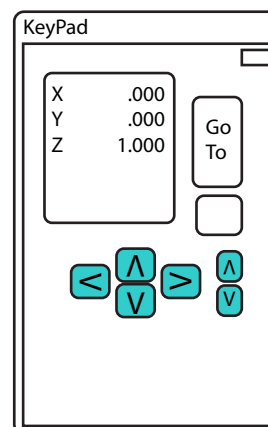 KeyPad
X .000
Y .000
Z 1.000
Go
To
< ʌ > ʌ
v v